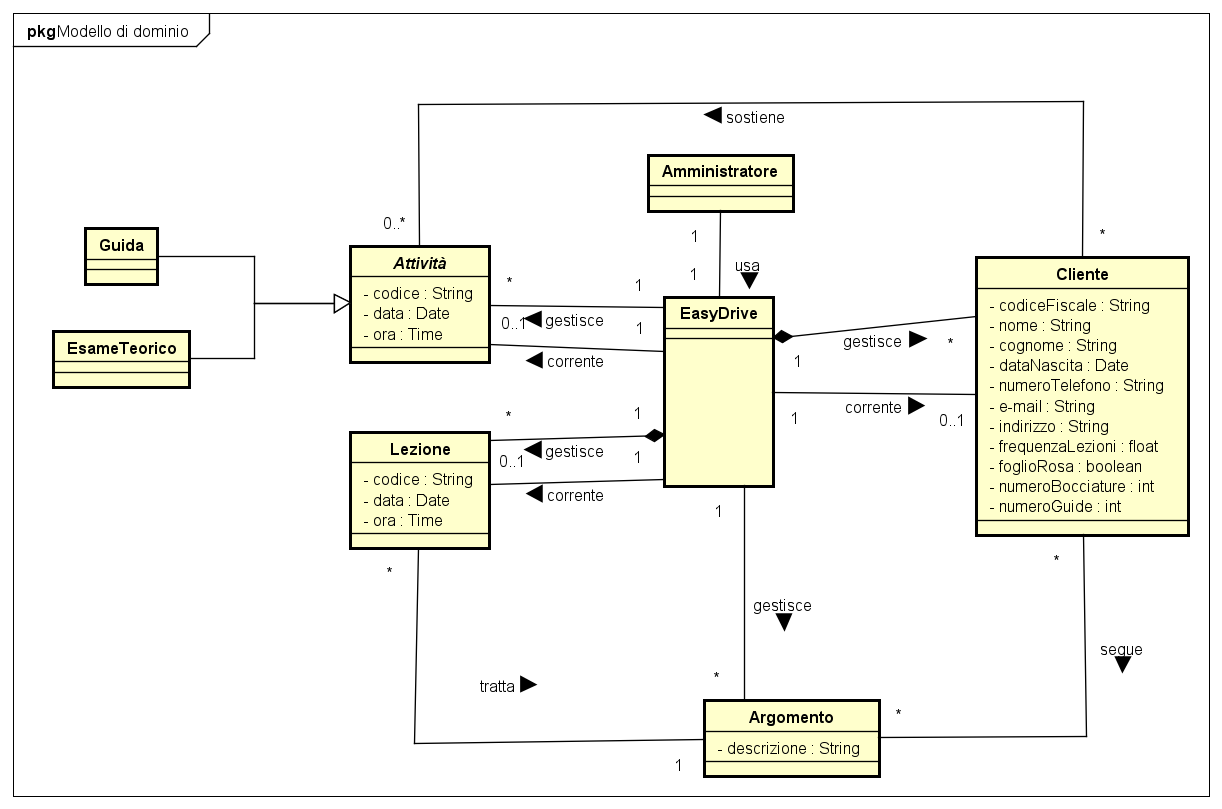 pkg Modello di dominio
sostiene
Amministratore
0..*
*
1
Guida
Attività
- codice : String
- data : Date
- ora : Time
EsameTeorico
1
usa
*
1
gestisce
0..1
1
corrente
EasyDrive
Cliente
- codiceFiscale : String
- nome : String
- cognome : String
- dataNascita : Date
- numeroTelefono : String
- e-mail : String
- indirizzo : String
- frequenzaLezioni : float
- foglioRosa : boolean
- numeroBocciature : int
- numeroGuide : int
gestisce
*
1
corrente
1
0..1
*
1
gestisce
0..1
1
corrente
Lezione
- codice : String
- data : Date
- ora : Time
1
*
*
gestisce
segue
tratta
*
*
Argomento
- descrizione : String
1